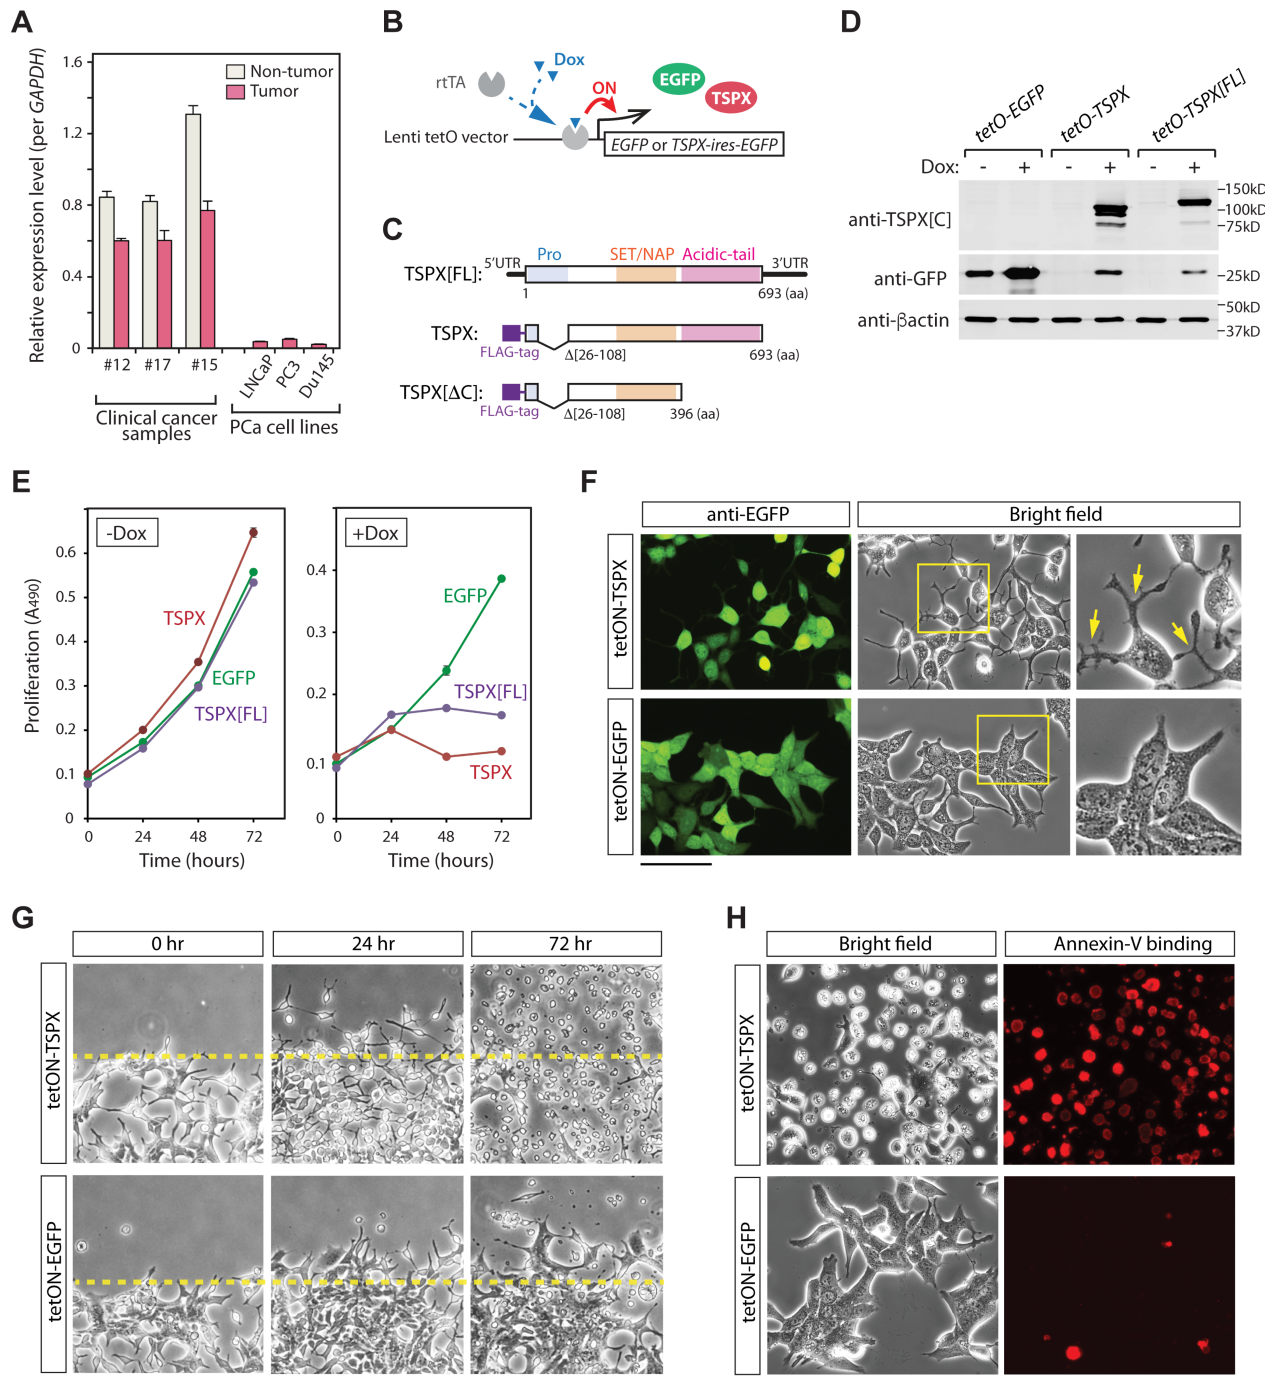 A
Relative expression level (per GAPDH)
1.6
1.2
0.8
0.4
0
Non-tumor
Tumor
#12
#17
#15
LNCaP
PC3
Du145
Clinical cancer
samples
PCa cell lines
B
rtTA
Dox
ON
EGFP
TSPX
Lenti tetO vector
EGFP or TSPX-ires-EGFP
C
Pro
SET/NAP
Acidic-tail
5'UTR
3'UTR
TSPX[FL]:
1
693 (aa)
TSPX:
FLAG-tag
Δ[26-108]
693 (aa)
TSPX[ΔC]:
FLAG-tag
Δ[26-108]
396 (aa)
D
tetO-EGFP
tetO-TSPX
tetO-TSPX[FL]
Dox: - + - + - +
anti-TSPX[C]
150kD
100kD
75kD
anti-GFP
25kD
anti-βactin
50kD
37kD
E
Proliferation (A490)
-Dox
0.6
0.5
0.4
0.3
0.2
0.1
0
TSPX
EGFP
TSPX[FL]
0 24 48 72
Time (hours)
+Dox
0.4
0.3
0.2
0.1
0
EGFP
TSPX[FL]
TSPX
0 24 48 72
Time (hours)
F
anti-EGFP
Bright field
tetON-TSPX
tetON-EGFP
G
0 hr
24 hr
72 hr
tetON-TSPX
tetON-EGFP
H
Bright field
Annexin-V binding
tetON-TSPX
tetON-EGFP